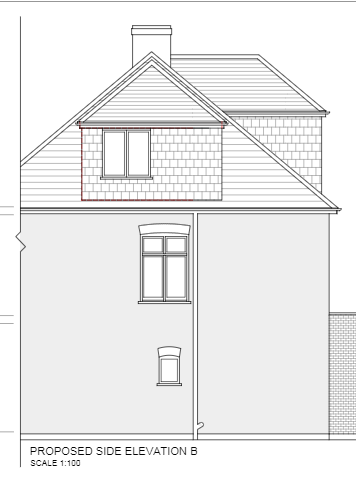 PROPOSED SIDE ELEVATION B
SCALE 1:100